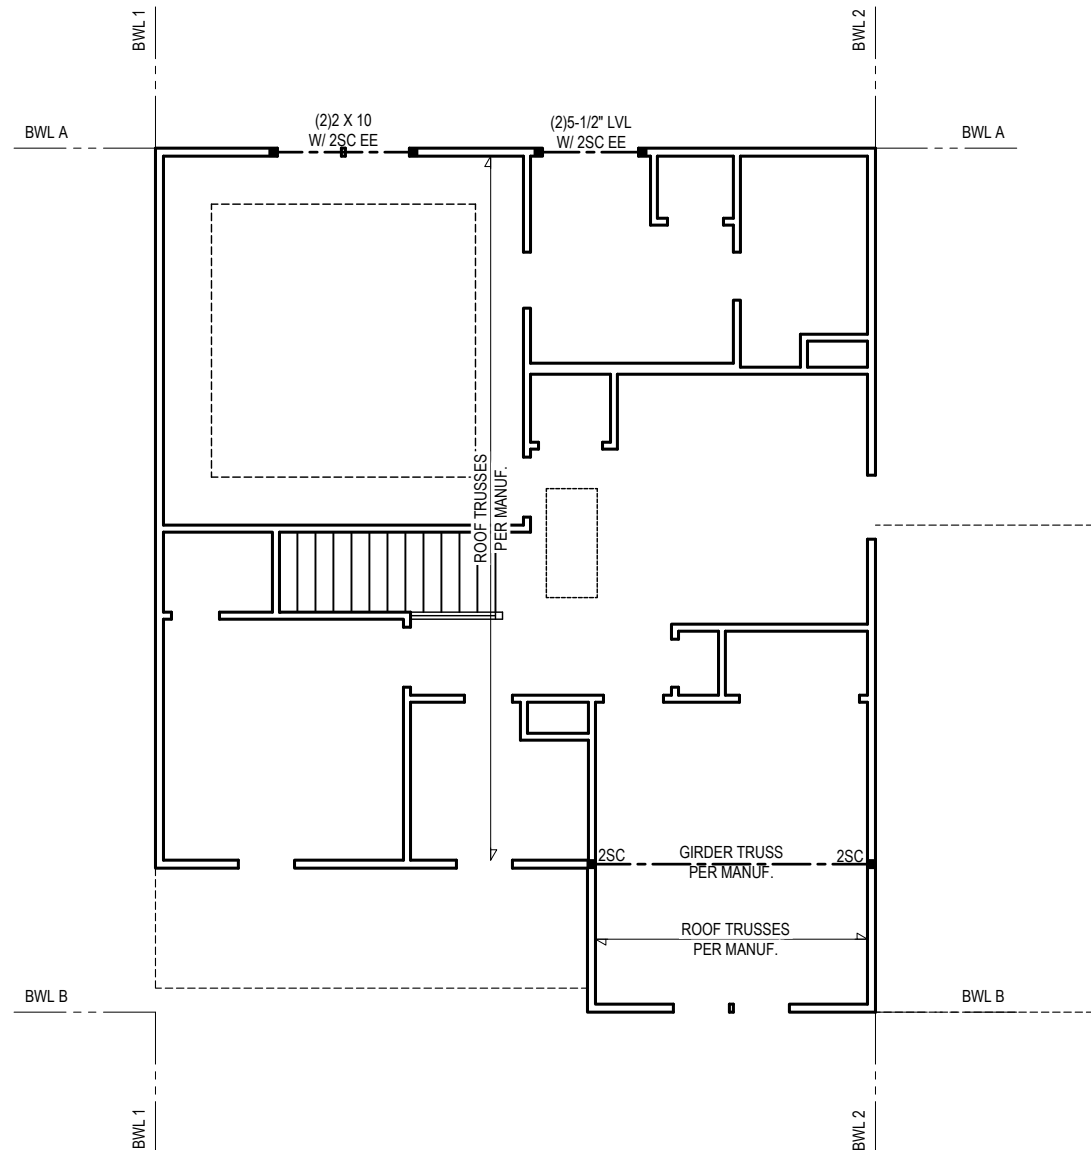 BWL 1
BWL 2
(2)2 X 10
W/ 2SC EE
(2)5-1/2" LVL
W/ 2SC EE
BWL A
BWL A
ROOF TRUSSES
PER MANUF.
2SC
GIRDER TRUSS
PER MANUF.
2SC
ROOF TRUSSES
PER MANUF.
BWL B
BWL B
BWL 1
BWL 2